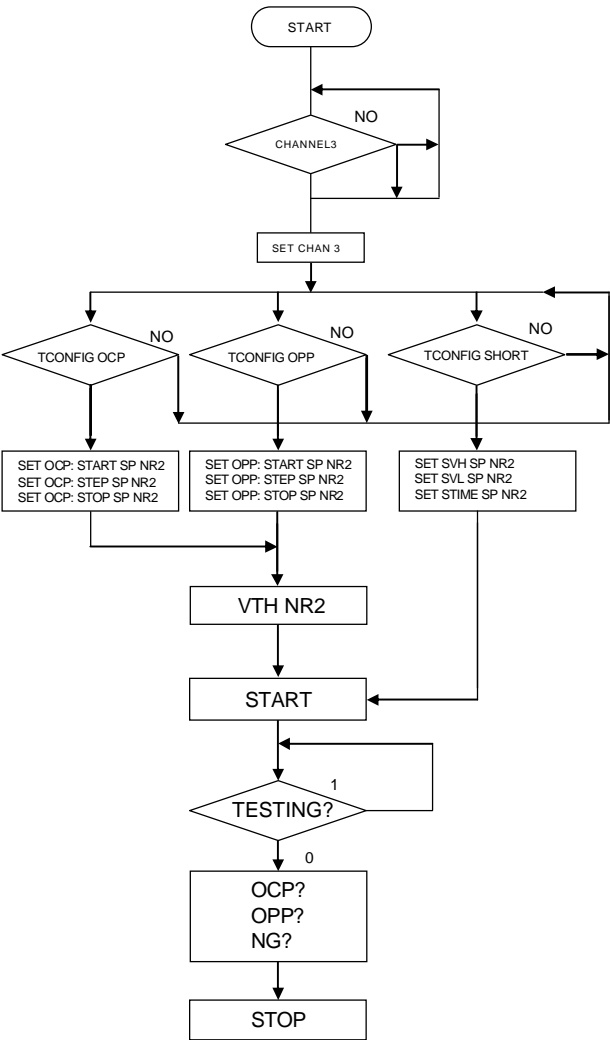 START
NO
CHANNEL3
SET CHAN 3
NO
TCONFIG OCP
NO
TCONFIG OPP
NO
TCONFIG SHORT
SET OCP: START SP NR2
SET OCP: STEP SP NR2
SET OCP: STOP SP NR2
SET OPP: START SP NR2
SET OPP: STEP SP NR2
SET OPP: STOP SP NR2
SET SVH SP NR2
SET SVL SP NR2
SET STIME SP NR2
VTH NR2
START
1
TESTING?
0
OCP?
OPP?
NG?
STOP